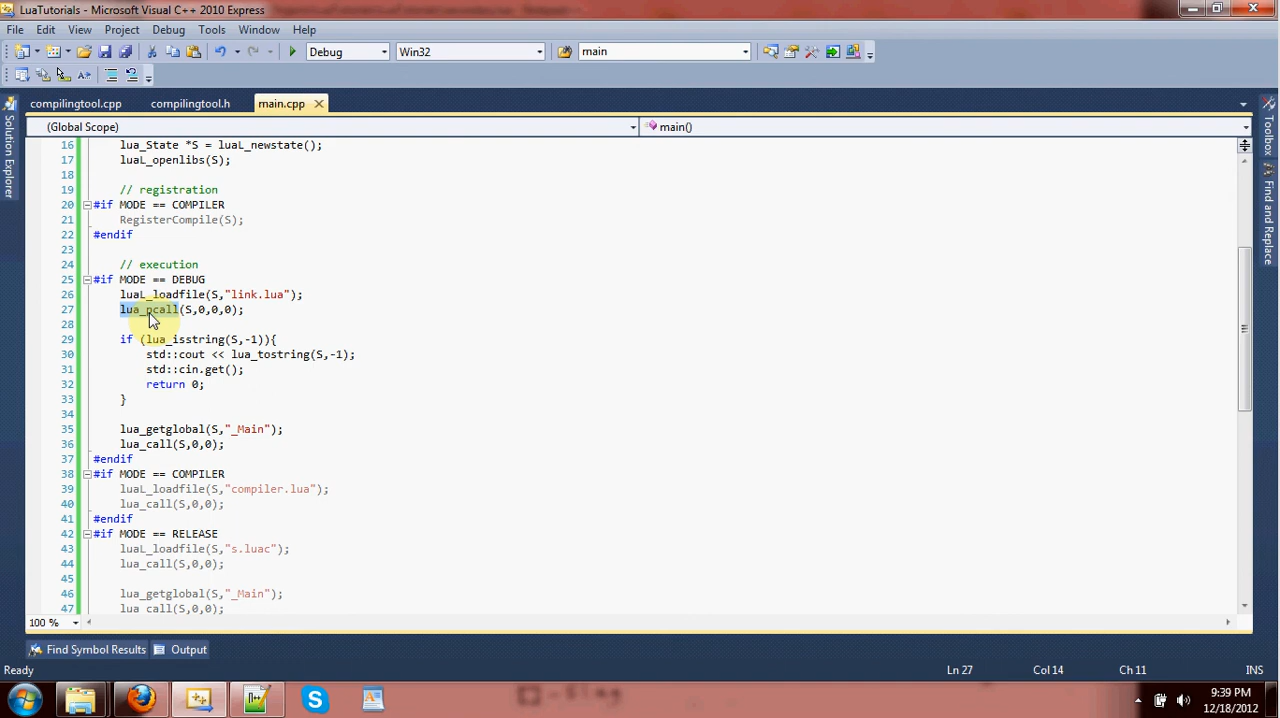 LuaTutorials - Microsoft Visual C++ 2010 Express
File Edit View Project Debug Tools Window Help
Debug Win32 main
compilingtool.cpp compilingtool.h main.cpp
(Global Scope) main()
Solution Explorer
Toolbox
Find and Replace
16 lua_State *S = luaL_newstate();
17 luaL_openlibs(S);
18
19 // registration
20 #if MODE == COMPILER
21 RegisterCompile(S);
22 #endif
23
24 // execution
25 #if MODE == DEBUG
26 luaL_loadfile(S,"link.lua");
27 lua_pcall(S,0,0,0);
28
29 if (lua_isstring(S,-1)){
30 std::cout << lua_tostring(S,-1);
31 std::cin.get();
32 return 0;
33 }
34
35 lua_getglobal(S,"_Main");
36 lua_call(S,0,0);
37 #endif
38 #if MODE == COMPILER
39 luaL_loadfile(S,"compiler.lua");
40 lua_call(S,0,0);
41 #endif
42 #if MODE == RELEASE
43 luaL_loadfile(S,"s.luac");
44 lua_call(S,0,0);
45
46 lua_getglobal(S,"_Main");
47 lua_call(S,0,0);
100 %
Find Symbol Results Output
Ready Ln 27 Col 14 Ch 11 INS
9:39 PM
12/18/2012